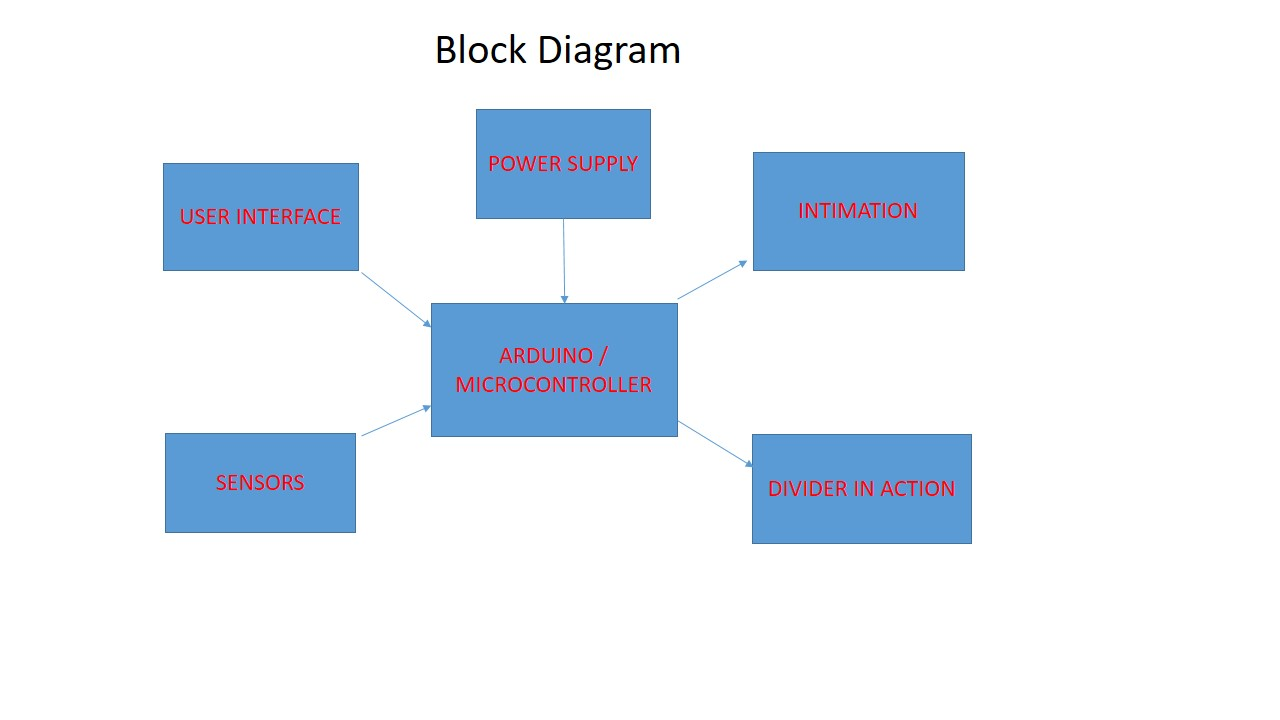 Block Diagram
POWER SUPPLY
USER INTERFACE
INTIMATION
ARDUINO /
MICROCONTROLLER
SENSORS
DIVIDER IN ACTION